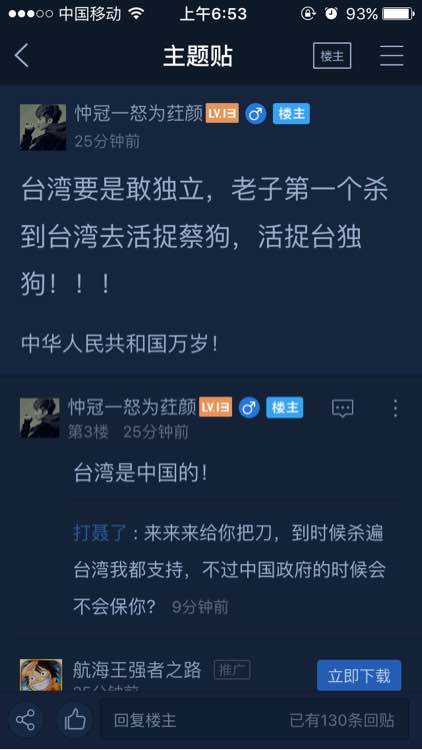 中国移动 上午6:53 93%
主题贴 楼主
忡冠一怒为荭颜 LV.13 楼主
25分钟前
台湾要是敢独立，老子第一个杀
到台湾去活捉蔡狗，活捉台独
狗！！！
中华人民共和国万岁！
忡冠一怒为荭颜 LV.13 楼主
第3楼 25分钟前
台湾是中国的！
打聂了：来来来给你把刀，到时候杀遍
台湾我都支持，不过中国政府的时候会
不会保你？ 9分钟前
航海王强者之路 推广 立即下载
25分钟前
回复楼主 已有130条回贴